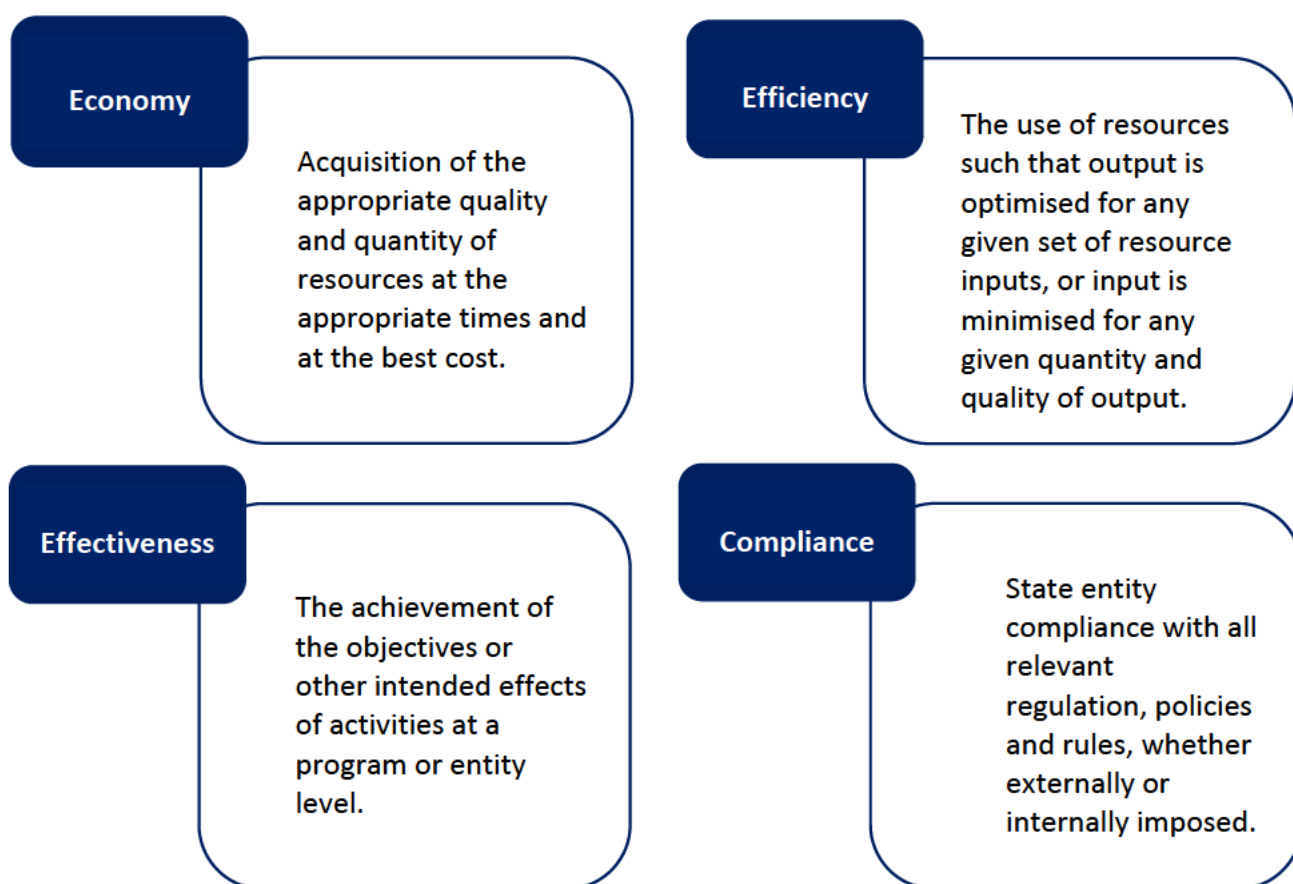 Economy
Acquisition of the
appropriate quality
and quantity of
resources at the
appropriate times and
at the best cost.
Efficiency
The use of resources
such that output is
optimised for any
given set of resource
inputs, or input is
minimised for any
given quantity and
quality of output.
Effectiveness
The achievement of
the objectives or
other intended effects
of activities at a
program or entity
level.
Compliance
State entity
compliance with all
relevant
regulation, policies
and rules, whether
externally or
internally imposed.